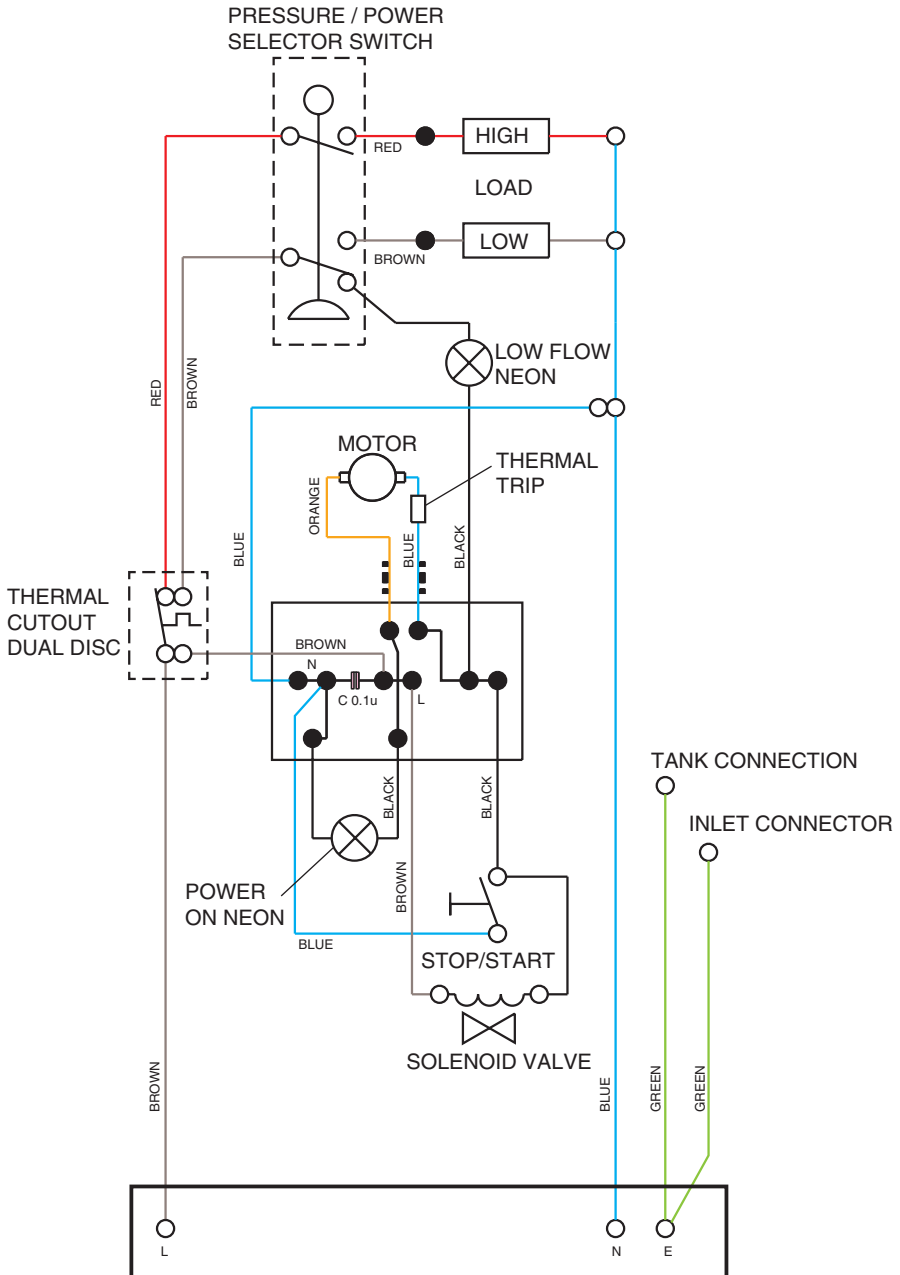 PRESSURE / POWER
SELECTOR SWITCH
HIGH
RED
LOAD
LOW
BROWN
LOW FLOW
NEON
RED
BROWN
MOTOR
THERMAL
TRIP
ORANGE
BLUE
BLUE
BLACK
THERMAL
CUTOUT
DUAL DISC
BROWN
N
C 0.1u
L
TANK CONNECTION
BLACK
BLACK
INLET CONNECTOR
POWER
ON NEON
BROWN
BLUE
STOP/START
SOLENOID VALVE
BROWN
BLUE
GREEN
GREEN
L
N
E